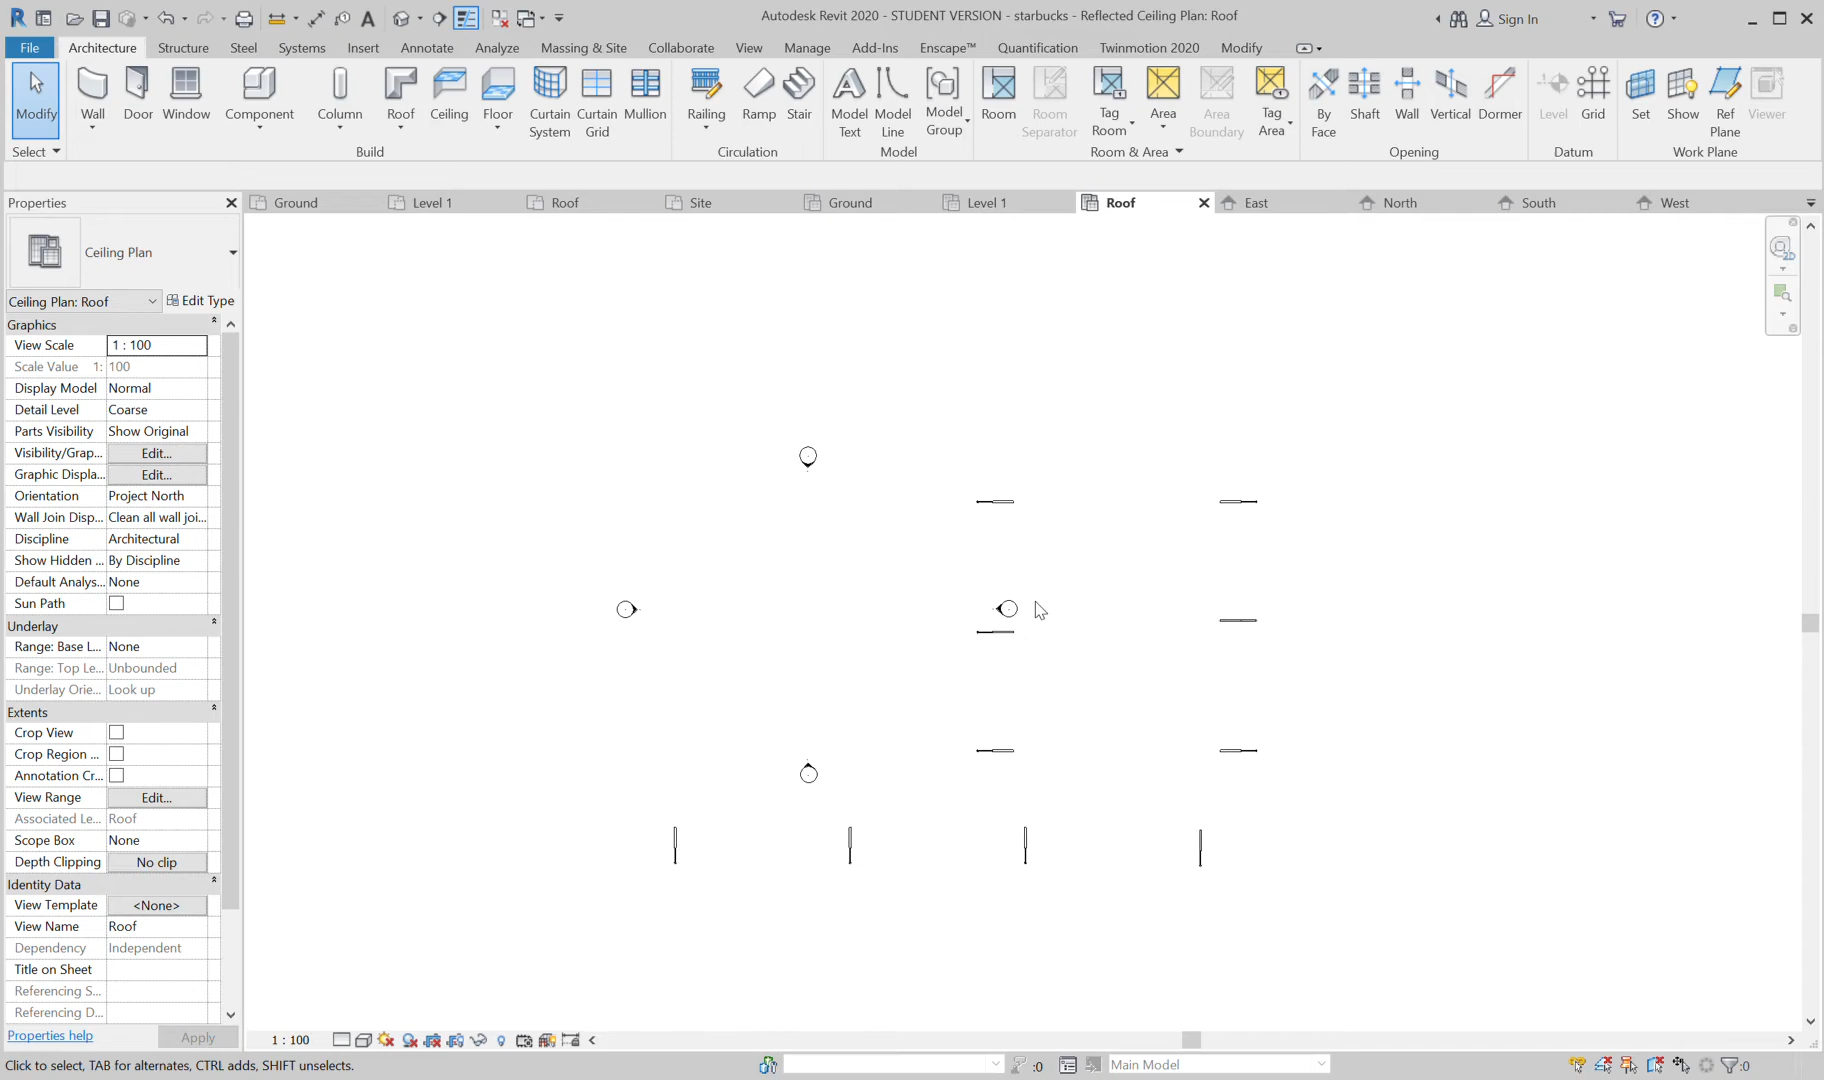 Autodesk Revit 2020 - STUDENT VERSION - starbucks - Reflected Ceiling Plan: Roof
Sign In
File Architecture Structure Steel Systems Insert Annotate Analyze Massing & Site Collaborate View Manage Add-Ins Enscape™ Quantification Twinmotion 2020 Modify
Modify
Wall
Door
Window
Component
Column
Roof
Ceiling
Floor
Curtain System
Curtain Grid
Mullion
Railing
Ramp
Stair
Model Text
Model Line
Model Group
Room
Room Separator
Tag Room
Area
Area Boundary
Tag Area
By Face
Shaft
Wall
Vertical
Dormer
Level
Grid
Set
Show
Ref Plane
Viewer
Select
Build
Circulation
Model
Room & Area
Opening
Datum
Work Plane
Properties
Ground
Level 1
Roof
Site
Ground
Level 1
Roof
East
North
South
West
Ceiling Plan
Ceiling Plan: Roof
Edit Type
Graphics
View Scale 1 : 100
Scale Value 1: 100
Display Model Normal
Detail Level Coarse
Parts Visibility Show Original
Visibility/Grap... Edit...
Graphic Displa... Edit...
Orientation Project North
Wall Join Disp... Clean all wall joi...
Discipline Architectural
Show Hidden ... By Discipline
Default Analys... None
Sun Path
Underlay
Range: Base L... None
Range: Top Le... Unbounded
Underlay Orie... Look up
Extents
Crop View
Crop Region ...
Annotation Cr...
View Range Edit...
Associated Le... Roof
Scope Box None
Depth Clipping No clip
Identity Data
View Template <None>
View Name Roof
Dependency Independent
Title on Sheet
Referencing S...
Referencing D...
Properties help
Apply
1 : 100
Click to select, TAB for alternates, CTRL adds, SHIFT unselects.
:0
Main Model
:0